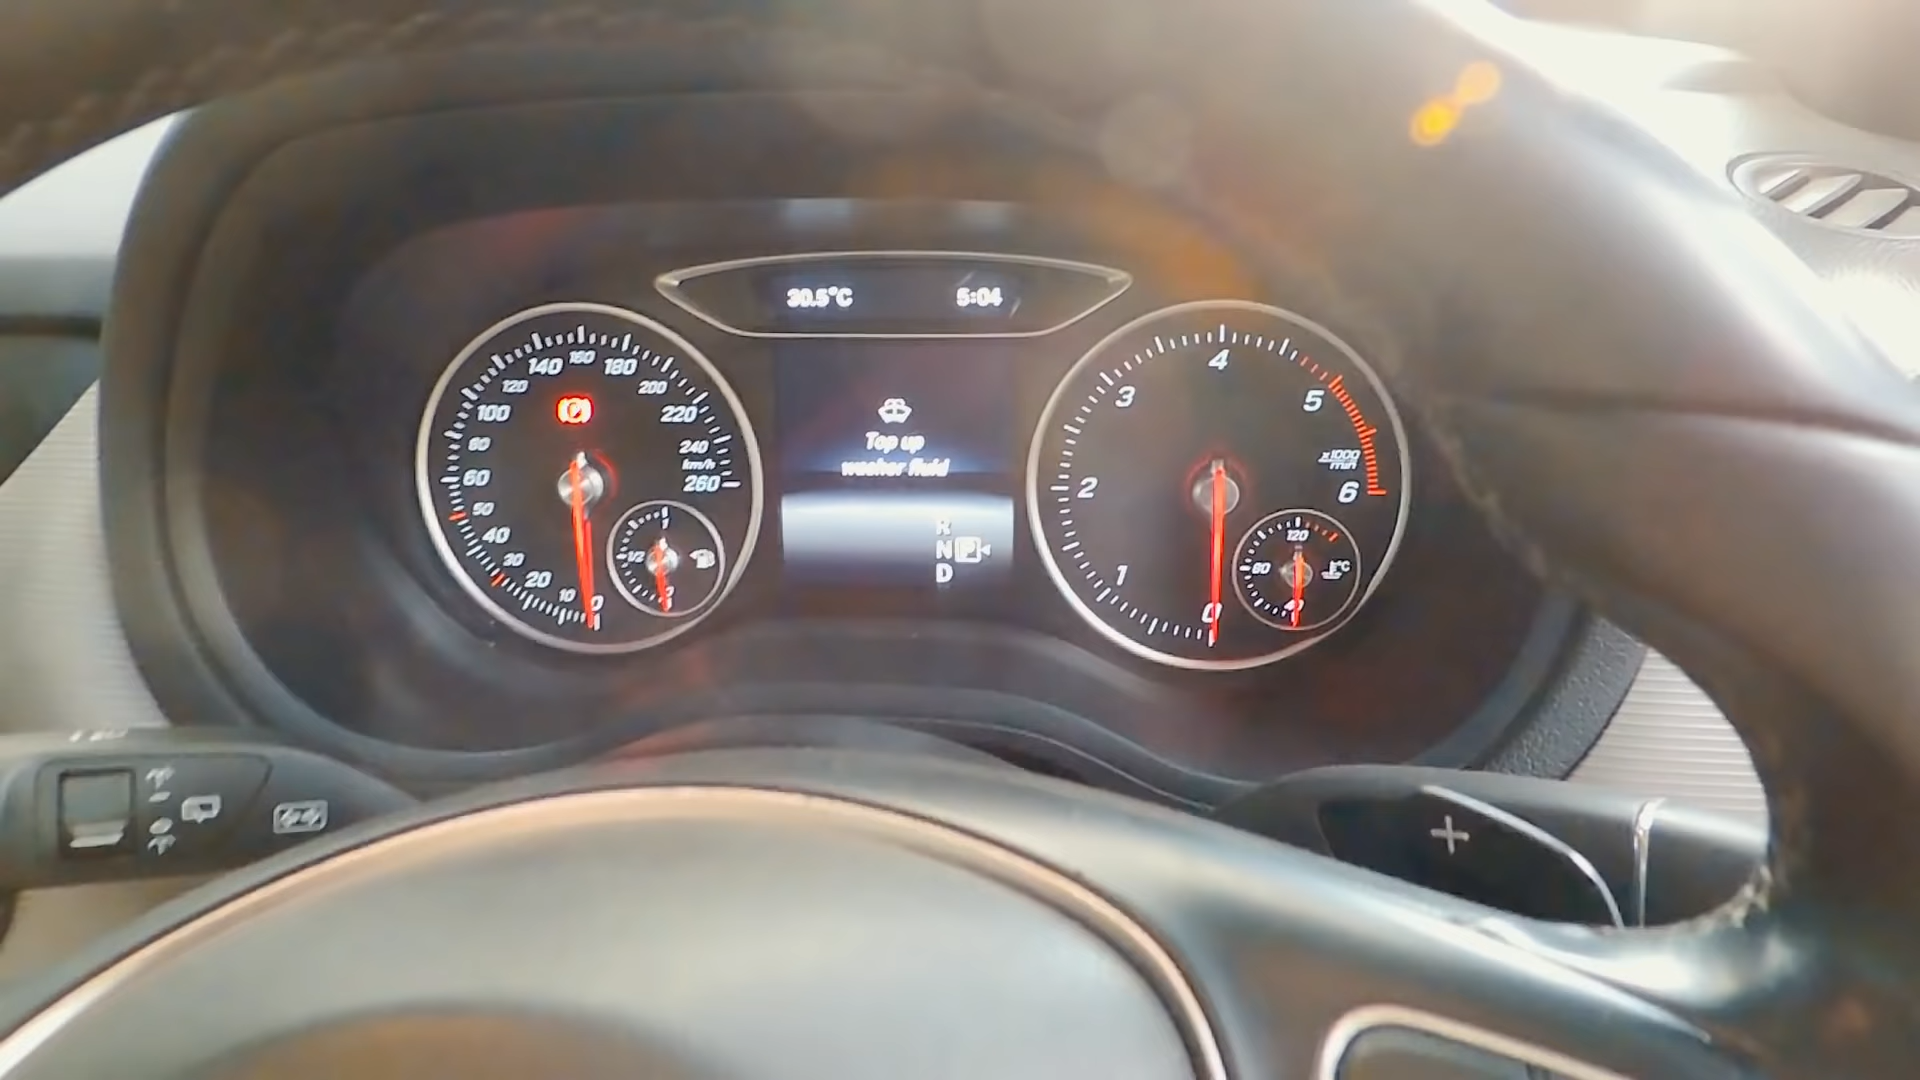 30.5°C 5:04
140 160 180
120 200
100 220
80 240
km/h
60 260
50
40
30
20
10 0
1
1/2
0
Top up
washer fluid
R
N P
D
4
3 5
x1000
min
2 6
1
0
120
80 °C
40
+